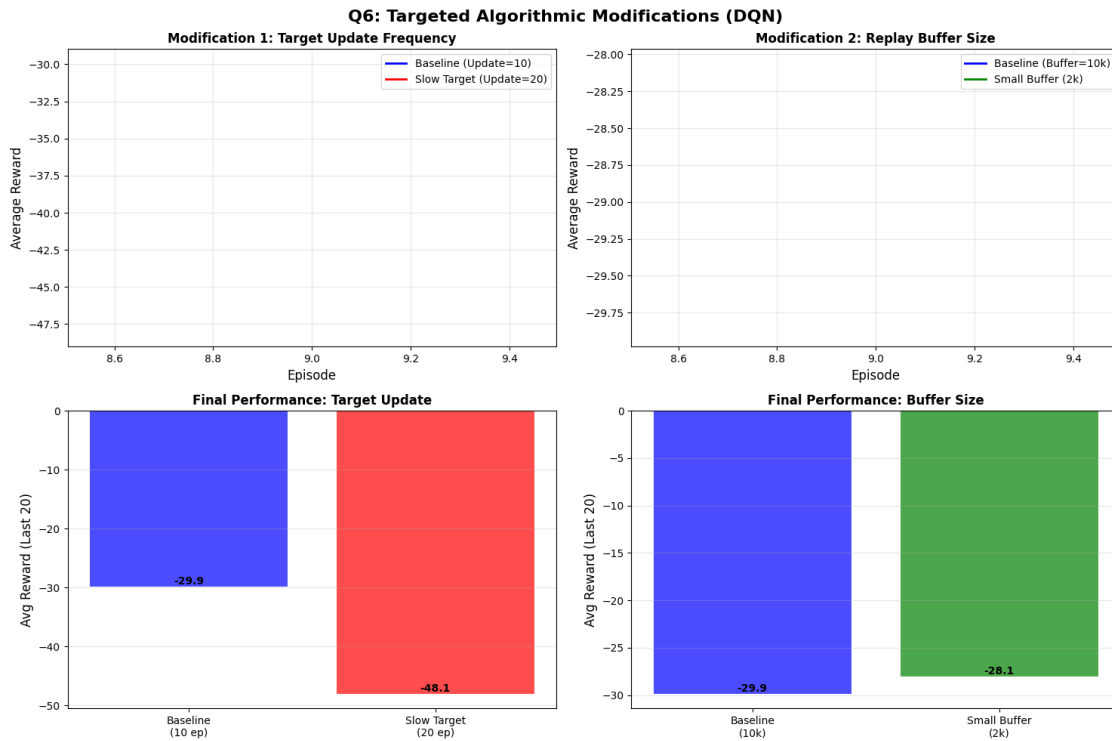 Q6: Targeted Algorithmic Modifications (DQN)
Modification 1: Target Update Frequency
Average Reward
−30.0
−32.5
−35.0
−37.5
−40.0
−42.5
−45.0
−47.5
Baseline (Update=10)
Slow Target (Update=20)
8.6
8.8
9.0
9.2
9.4
Episode
Modification 2: Replay Buffer Size
Average Reward
−28.00
−28.25
−28.50
−28.75
−29.00
−29.25
−29.50
−29.75
Baseline (Buffer=10k)
Small Buffer (2k)
8.6
8.8
9.0
9.2
9.4
Episode
Final Performance: Target Update
Avg Reward (Last 20)
0
−10
−20
−30
−40
−50
-29.9
-48.1
Baseline
(10 ep)
Slow Target
(20 ep)
Final Performance: Buffer Size
Avg Reward (Last 20)
0
−5
−10
−15
−20
−25
−30
-29.9
-28.1
Baseline
(10k)
Small Buffer
(2k)